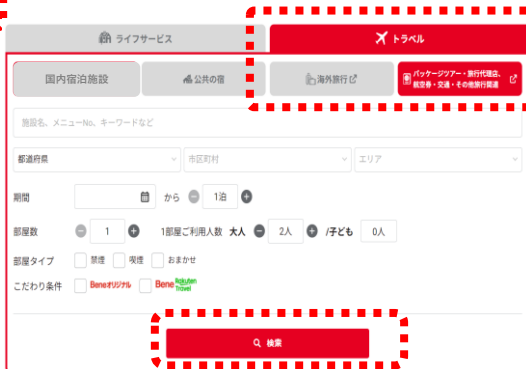 ライフサービス
トラベル
国内宿泊施設
公共の宿
海外旅行
パッケージツアー・旅行代理店、
航空券・交通・その他旅行関連
施設名、メニューNo、キーワードなど
都道府県
市区町村
エリア
期間 から 1泊
部屋数 1 1部屋ご利用人数 大人 2人 /子ども 0人
部屋タイプ 禁煙 喫煙 おまかせ
こだわり条件 Beneオリジナル Bene Rakuten Travel
検索